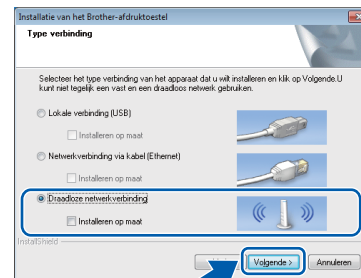 Installatie van het Brother-afdruktoestel
Type verbinding
Selecteer het type verbinding van het apparaat dat u wilt installeren en klik op Volgende.U
kunt niet tegelijk een vast en een draadloos netwerk gebruiken.
Lokale verbinding (USB)
Installeren op maat
Netwerkverbinding via kabel (Ethernet)
Installeren op maat
Draadloze netwerkverbinding
Installeren op maat
InstallShield
Volgende >
Annuleren